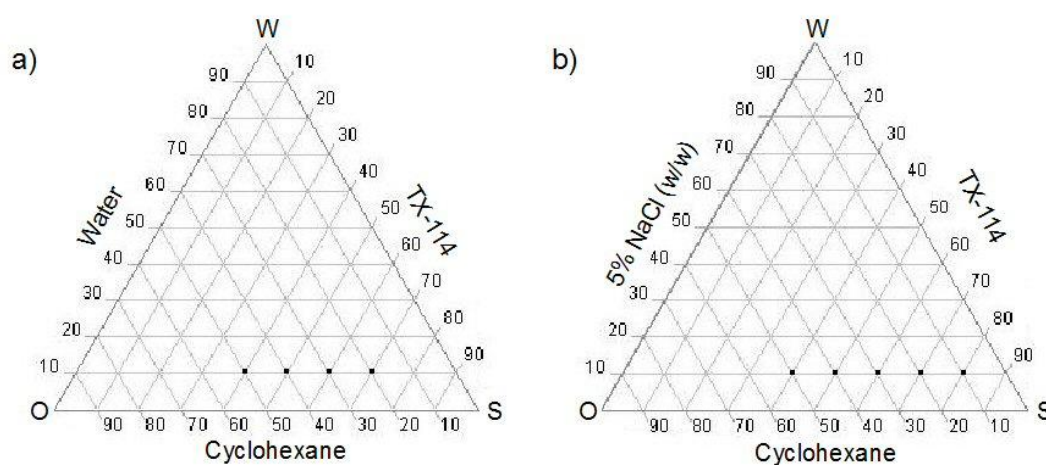 a)
W
90 10
80 20
70 30
60 40
50 50
40 60
30 70
20 80
10 90
Water
TX-114
O
S
90 80 70 60 50 40 30 20 10
Cyclohexane
b)
W
90 10
80 20
70 30
60 40
50 50
40 60
30 70
20 80
10 90
5% NaCl (w/w)
TX-114
O
S
90 80 70 60 50 40 30 20 10
Cyclohexane